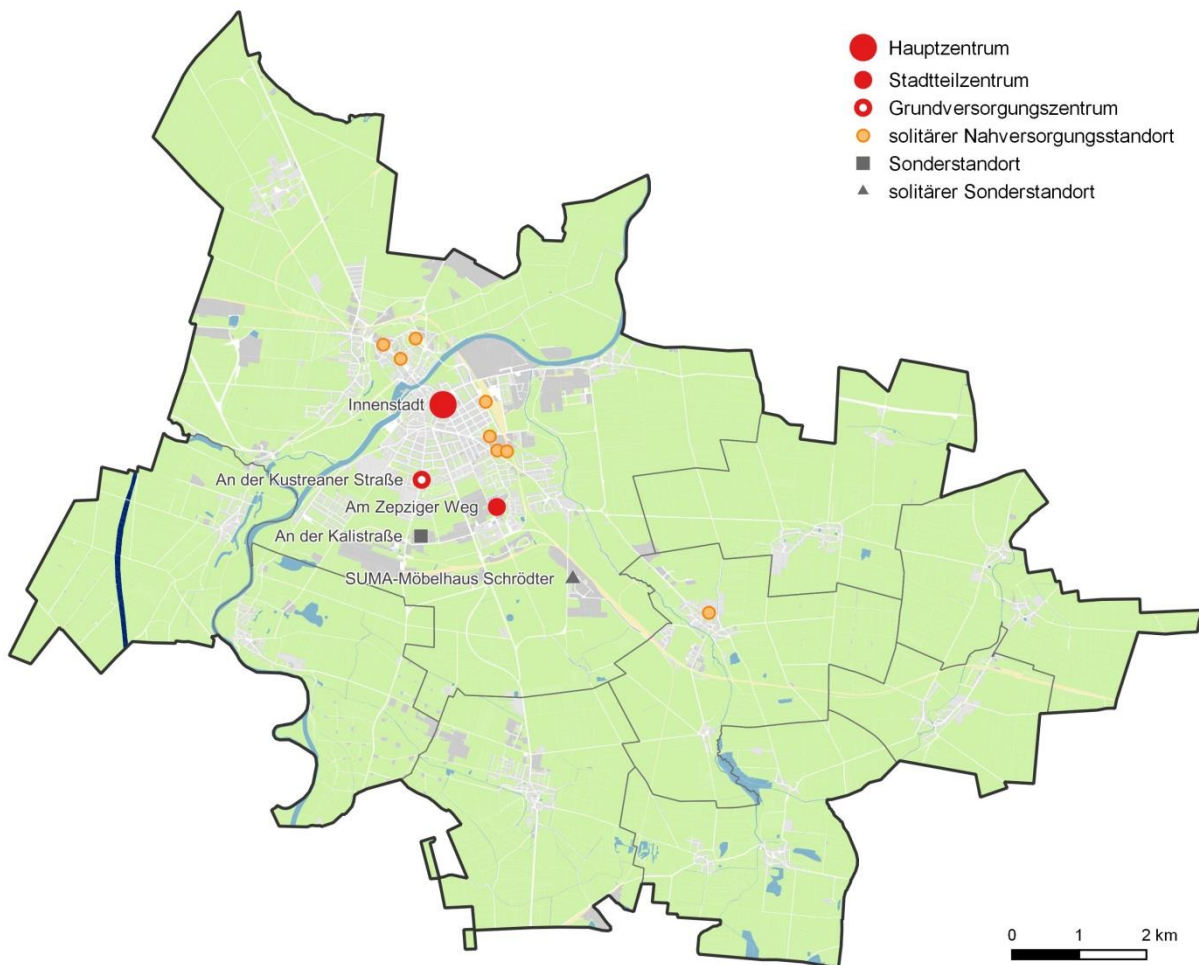 Hauptzentrum
Stadtteilzentrum
Grundversorgungszentrum
solitärer Nahversorgungsstandort
Sonderstandort
solitärer Sonderstandort
Innenstadt
An der Kustreaner Straße
Am Zepziger Weg
An der Kalistraße
SUMA-Möbelhaus Schrödter
0 1 2 km